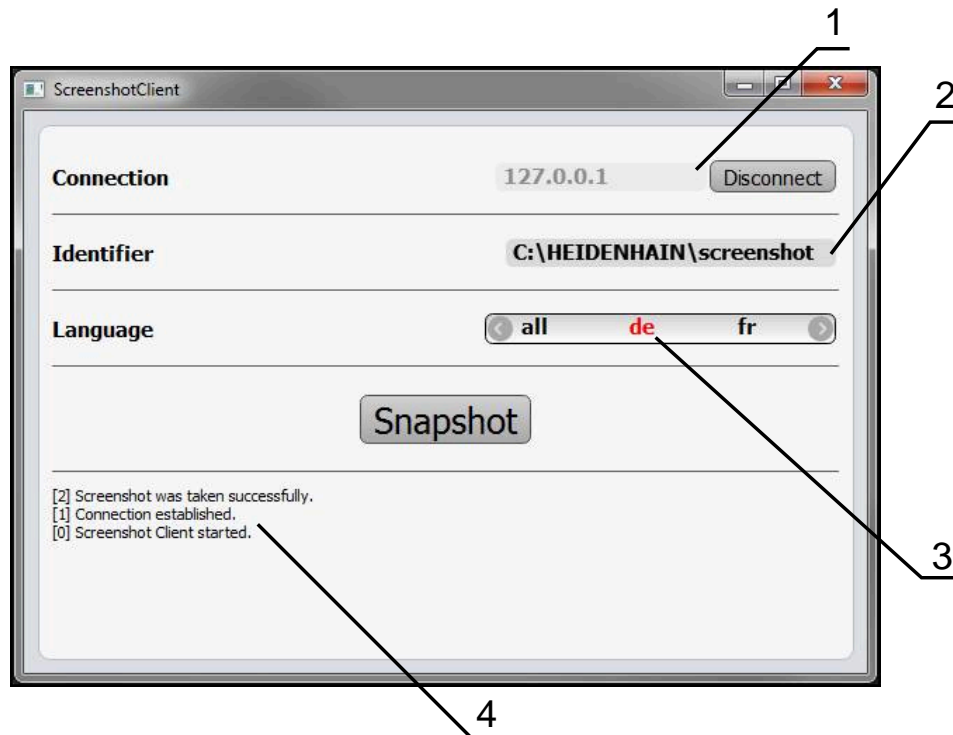 1
ScreenshotClient
2
Connection 127.0.0.1 Disconnect
Identifier C:\HEIDENHAIN\screenshot
Language all de fr
Snapshot
[2] Screenshot was taken successfully.
[1] Connection established.
[0] Screenshot Client started.
3
4